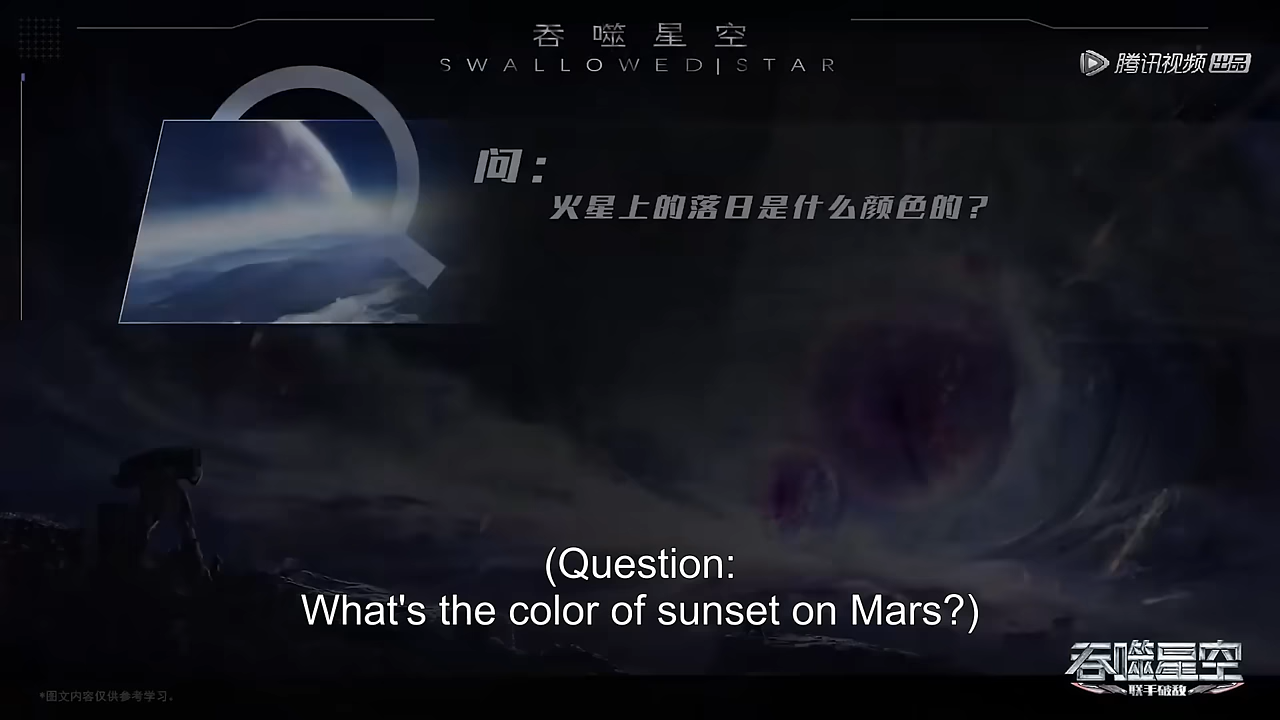 吞噬星空
SWALLOWED|STAR
腾讯视频 出品
问：
火星上的落日是什么颜色的？
(Question:
What's the color of sunset on Mars?)
吞噬星空
联手破敌
*图文内容仅供参考学习。